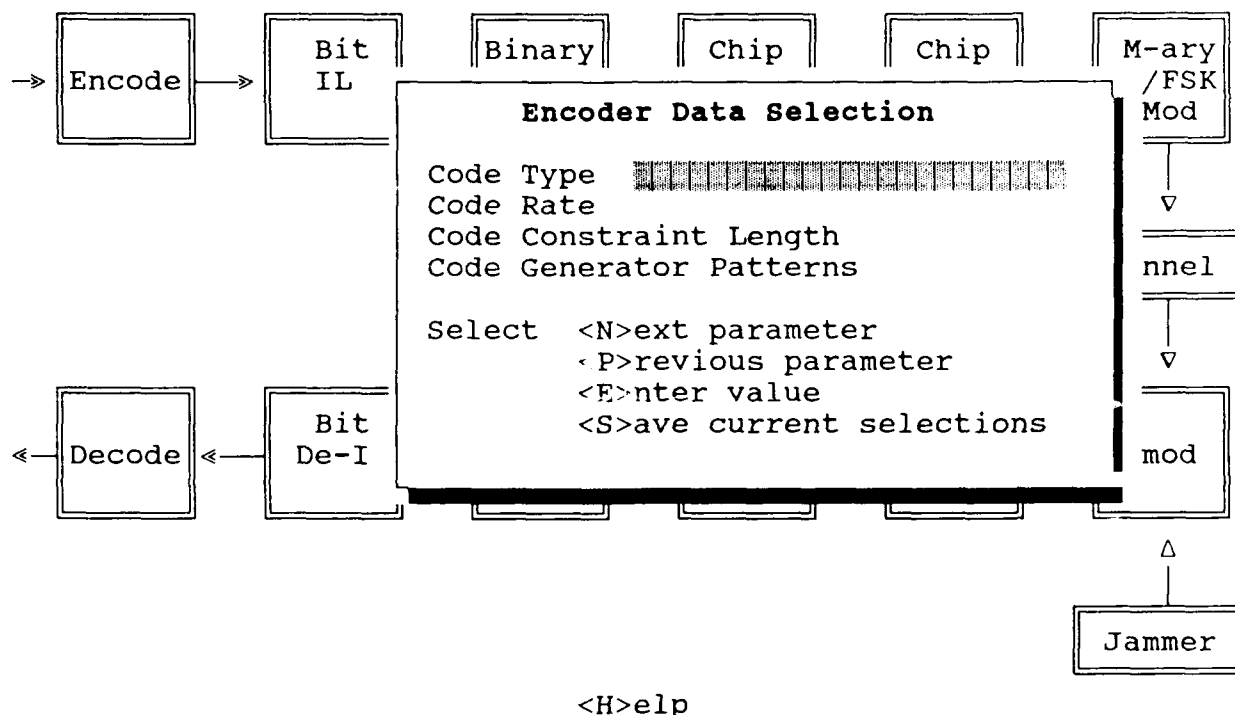 Encode
Bit
IL
Binary
Chip
Chip
M-ary
/FSK
Mod
Encoder Data Selection
Code Type
Code Rate
Code Constraint Length
Code Generator Patterns
Select <N>ext parameter
<P>revious parameter
<E>nter value
<S>ave current selections
nnel
Decode
Bit
De-I
mod
Jammer
<H>elp